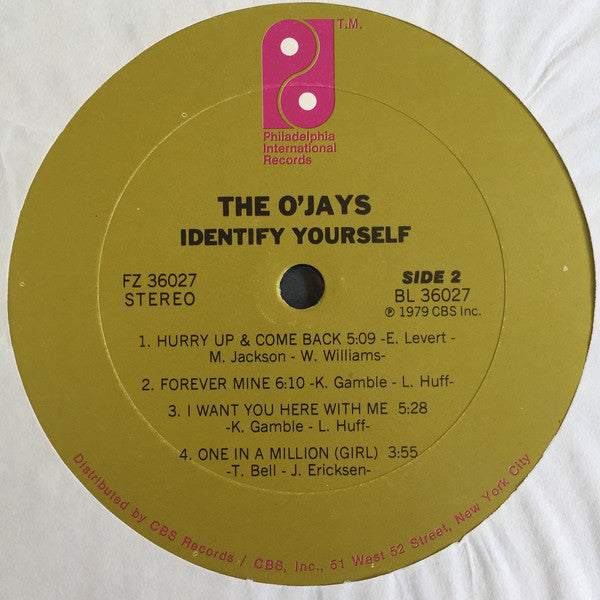 T.M.
Philadelphia
International
Records
THE O'JAYS
IDENTIFY YOURSELF
FZ 36027
STEREO
SIDE 2
BL 36027
℗ 1979 CBS Inc.
1. HURRY UP & COME BACK 5:09 -E. Levert -
M. Jackson - W. Williams-
2. FOREVER MINE 6:10 -K. Gamble - L. Huff-
3. I WANT YOU HERE WITH ME 5:28
-K. Gamble - L. Huff-
4. ONE IN A MILLION (GIRL) 3:55
-T. Bell - J. Ericksen-
Distributed by CBS Records / CBS, Inc., 51 West 52 Street, New York City